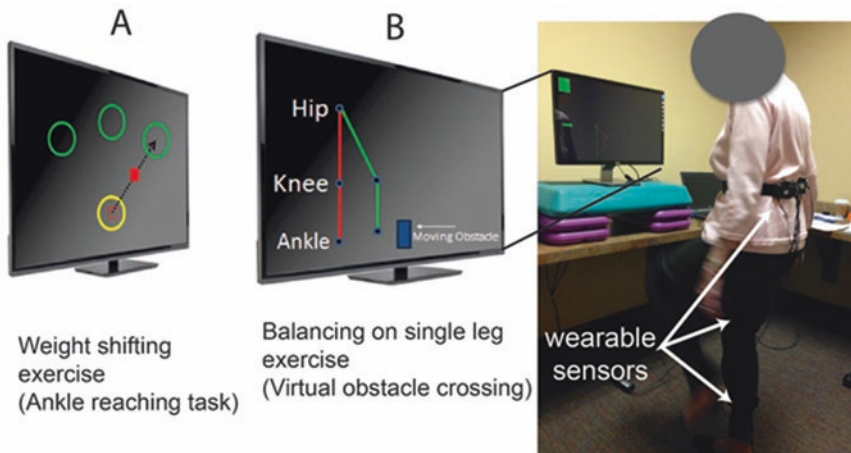 A
B
Hip
Knee
Ankle
Moving Obstacle
Weight shifting
exercise
(Ankle reaching task)
Balancing on single leg
exercise
(Virtual obstacle crossing)
wearable
sensors